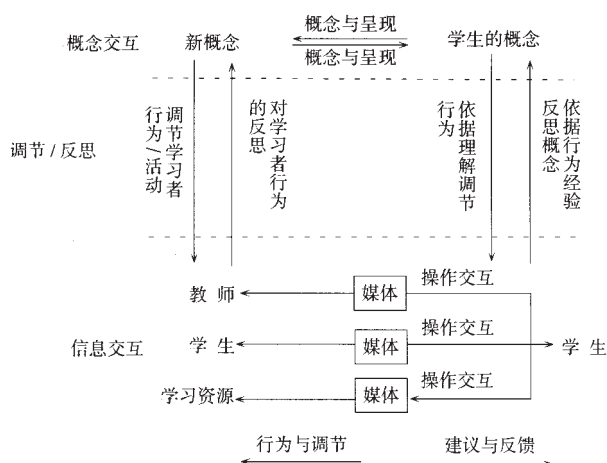 概念与呈现
概念交互 新概念 学生的概念
概念与呈现
调节/反思
调节学习者
行为/活动
对学习者行为
的反思
依据理解调节
行为
依据行为经验
反思概念
教师 媒体 操作交互
信息交互 学生 媒体 操作交互 学生
学习资源 媒体 操作交互
行为与调节 建议与反馈